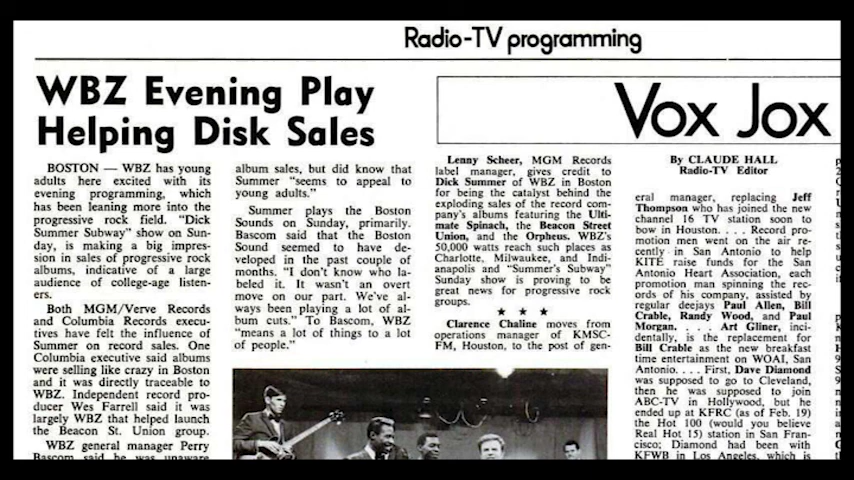 Radio-TV programming
WBZ Evening Play
Helping Disk Sales
BOSTON — WBZ has young
adults here excited with its
evening programming, which
has been leaning more into the
progressive rock field. "Dick
Summer Subway" show on Sun-
day, is making a big impres-
sion in sales of progressive rock
albums, indicative of a large
audience of college-age listen-
ers.
Both MGM/Verve Records
and Columbia Records execu-
tives have felt the influence of
Summer on record sales. One
Columbia executive said albums
were selling like crazy in Boston
and it was directly traceable to
WBZ. Independent record pro-
ducer Wes Farrell said it was
largely WBZ that helped launch
the Beacon St. Union group.
WBZ general manager Perry
Bascom said he was unaware
album sales, but did know that
Summer "seems to appeal to
young adults."
Summer plays the Boston
Sounds on Sunday, primarily.
Bascom said that the Boston
Sound seemed to have de-
veloped in the past couple of
months. "I don't know who la-
beled it. It wasn't an overt
move on our part. We've al-
ways been playing a lot of al-
bum cuts." To Bascom, WBZ
"means a lot of things to a lot
of people."
Vox Jox
Lenny Scheer, MGM Records
label manager, gives credit to
Dick Summer of WBZ in Boston
for being the catalyst behind the
exploding sales of the record com-
pany's albums featuring the Ulti-
mate Spinach, the Beacon Street
Union, and the Orpheus. WBZ's
50,000 watts reach such places as
Charlotte, Milwaukee, and Indi-
anapolis and "Summer's Subway"
Sunday show is proving to be
great news for progressive rock
groups.
★ ★ ★
Clarence Chaline moves from
operations manager of KMSC-
FM, Houston, to the post of gen-
By CLAUDE HALL
Radio-TV Editor
eral manager, replacing Jeff
Thompson who has joined the new
channel 16 TV station soon to
bow in Houston. . . . Record pro-
motion men went on the air re-
cently in San Antonio to help
KITE raise funds for the San
Antonio Heart Association, each
promotion man spinning the rec-
ords of his company, assisted by
regular deejays Paul Allen, Bill
Crable, Randy Wood, and Paul
Morgan. . . . Art Gliner, inci-
dentally, is the replacement for
Bill Crable as the new breakfast
time entertainment on WOAI, San
Antonio. . . . First, Dave Diamond
was supposed to go to Cleveland,
then he was supposed to join
ABC-TV in Hollywood, but he
ended up at KFRC (as of Feb. 19)
the Hot 100 (would you believe
Real Hot 15) station in San Fran-
cisco; Diamond had been with
KFWB in Los Angeles, which is